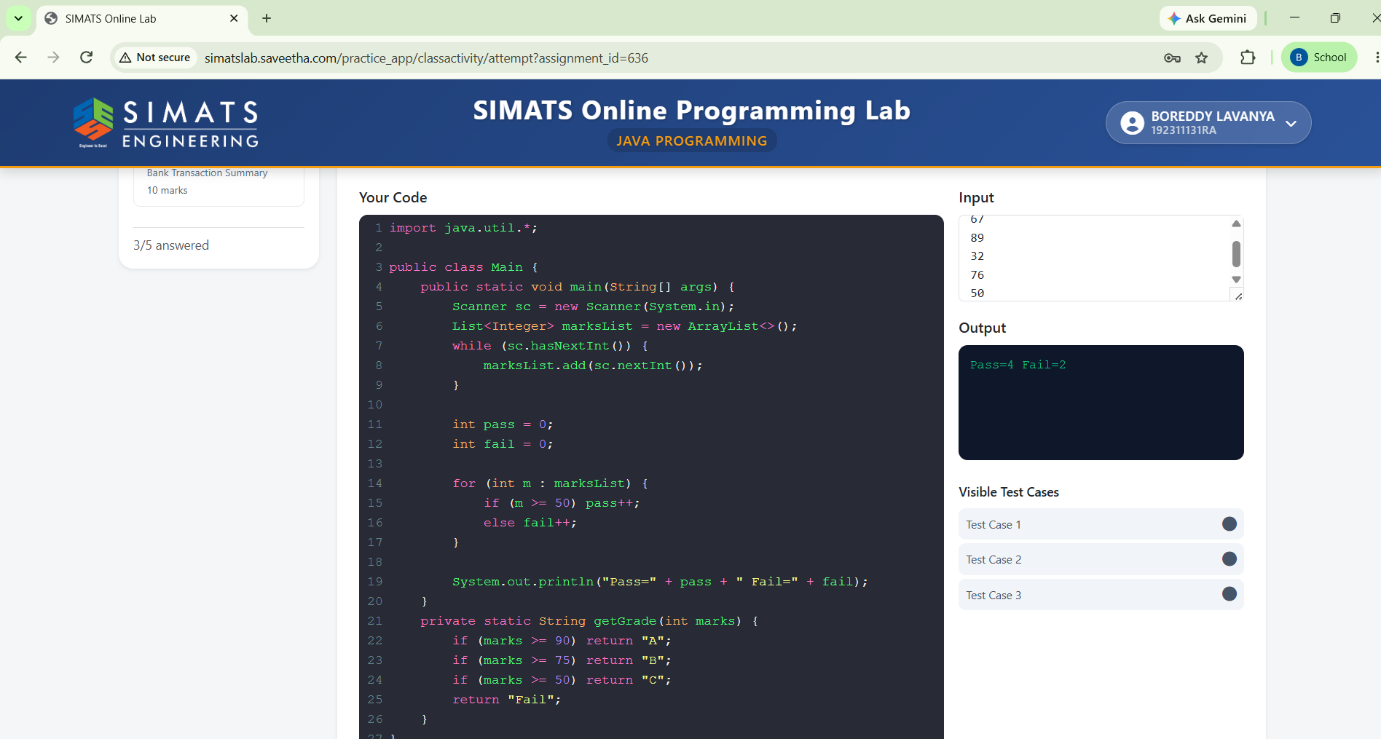 SIMATS Online Lab
Ask Gemini
Not secure
simatslab.saveetha.com/practice_app/classactivity/attempt?assignment_id=636
B School
SIMATS
ENGINEERING
Engineer to Excel
SIMATS Online Programming Lab
JAVA PROGRAMMING
BOREDDY LAVANYA
192311131RA
Bank Transaction Summary
10 marks
3/5 answered
Your Code
1 import java.util.*;
2
3 public class Main {
4     public static void main(String[] args) {
5         Scanner sc = new Scanner(System.in);
6         List<Integer> marksList = new ArrayList<>();
7         while (sc.hasNextInt()) {
8             marksList.add(sc.nextInt());
9         }
10
11         int pass = 0;
12         int fail = 0;
13
14         for (int m : marksList) {
15             if (m >= 50) pass++;
16             else fail++;
17         }
18
19         System.out.println("Pass=" + pass + " Fail=" + fail);
20     }
21     private static String getGrade(int marks) {
22         if (marks >= 90) return "A";
23         if (marks >= 75) return "B";
24         if (marks >= 50) return "C";
25         return "Fail";
26     }
27 }
Input
67
89
32
76
50
Output
Pass=4 Fail=2
Visible Test Cases
Test Case 1
Test Case 2
Test Case 3